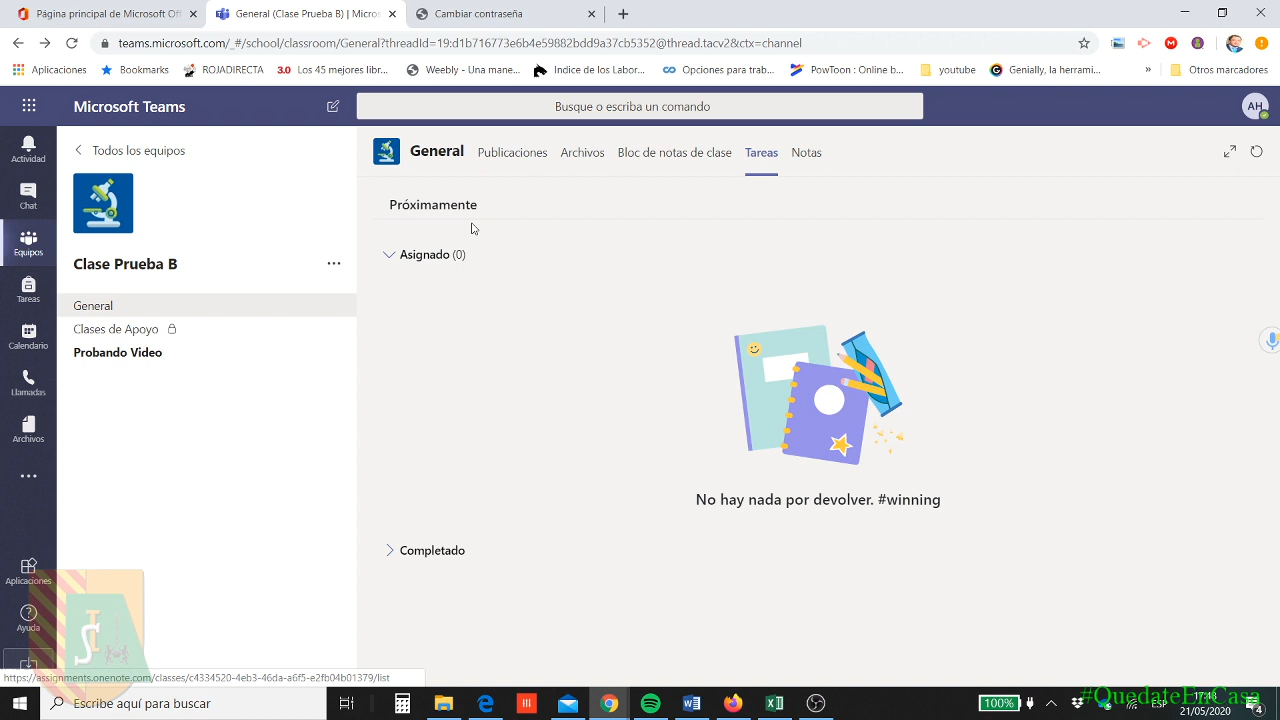 Página principal de Microsoft Off
General (Clase Prueba B) | Micros
Cambiar contraseña
teams.microsoft.com/_#/school/classroom/General?threadId=19:d1b716773e6b4e59882bdd9a37cb5352@thread.tacv2&ctx=channel
Aplicaciones
Bookmarks
ROJADIRECTA
3.0 Los 45 mejores libr...
Weebly - Una mane...
Indice de los Labor...
Opciones para trab...
PowToon : Online b...
youtube
Genially, la herrami...
»
Otros marcadores
Microsoft Teams
Busque o escriba un comando
AH
Actividad
Chat
Equipos
Tareas
Calendario
Llamadas
Archivos
Aplicaciones
Ayuda
Todos los equipos
Clase Prueba B
General
Clases de Apoyo
Probando Video
General
Publicaciones
Archivos
Bloc de notas de clase
Tareas
Notas
Próximamente
Asignado (0)
No hay nada por devolver. #winning
Completado
https://assignments.onenote.com/classes/c4334520-4eb3-46da-a6f5-e2fb04b01379/list
Escribe aquí para buscar
100%
ESP
17:48
21/05/2020
4
#QuedateEnCasa